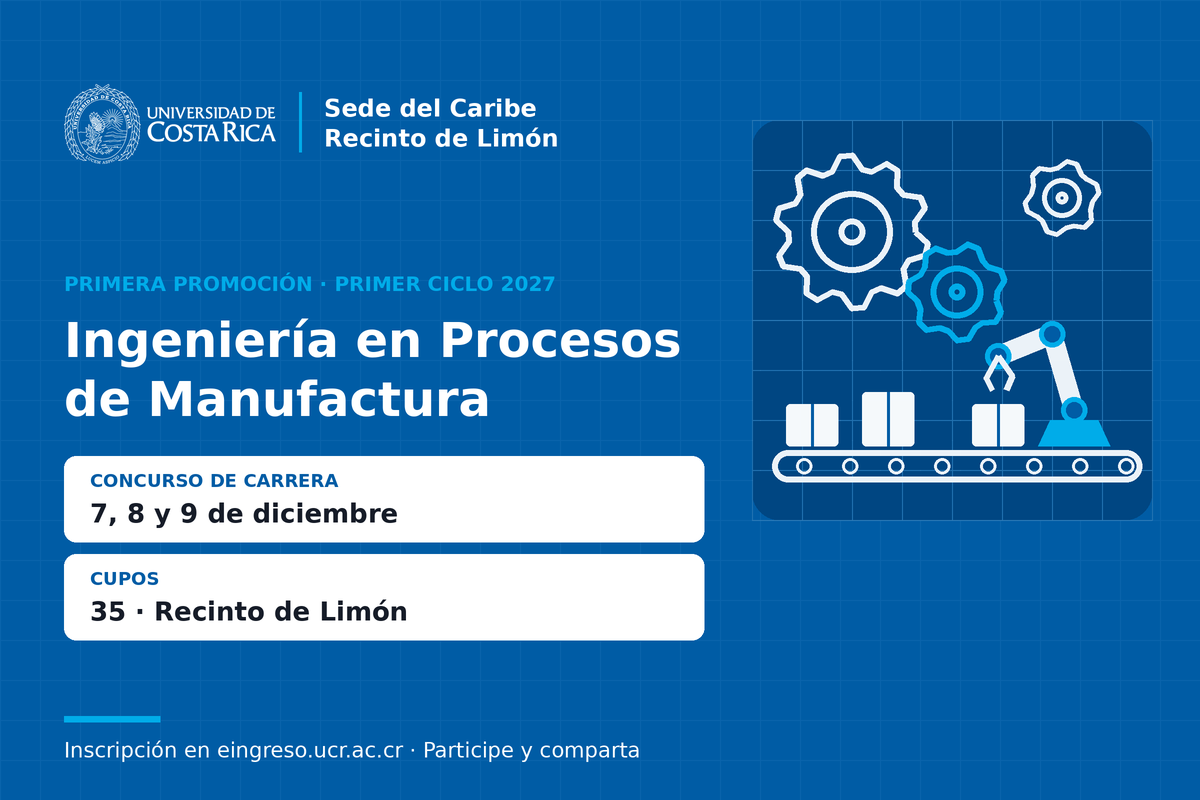 UNIVERSIDAD DE
COSTA RICA
Sede del Caribe
Recinto de Limón
PRIMERA PROMOCIÓN · PRIMER CICLO 2027
Ingeniería en Procesos
de Manufactura
CONCURSO DE CARRERA
7, 8 y 9 de diciembre
CUPOS
35 · Recinto de Limón
Inscripción en eingreso.ucr.ac.cr · Participe y comparta